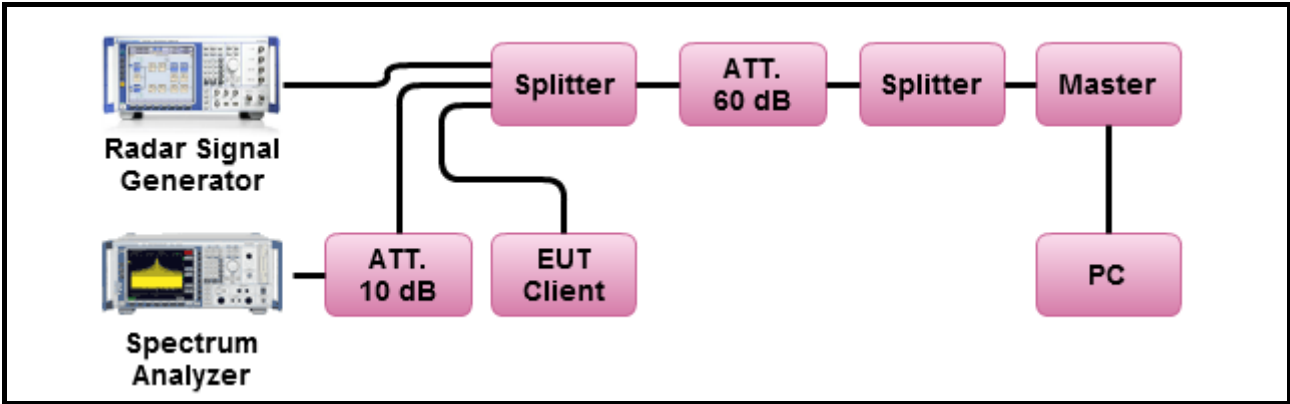 Radar Signal
Generator
Splitter
ATT.
60 dB
Splitter
Master
Spectrum
Analyzer
ATT.
10 dB
EUT
Client
PC